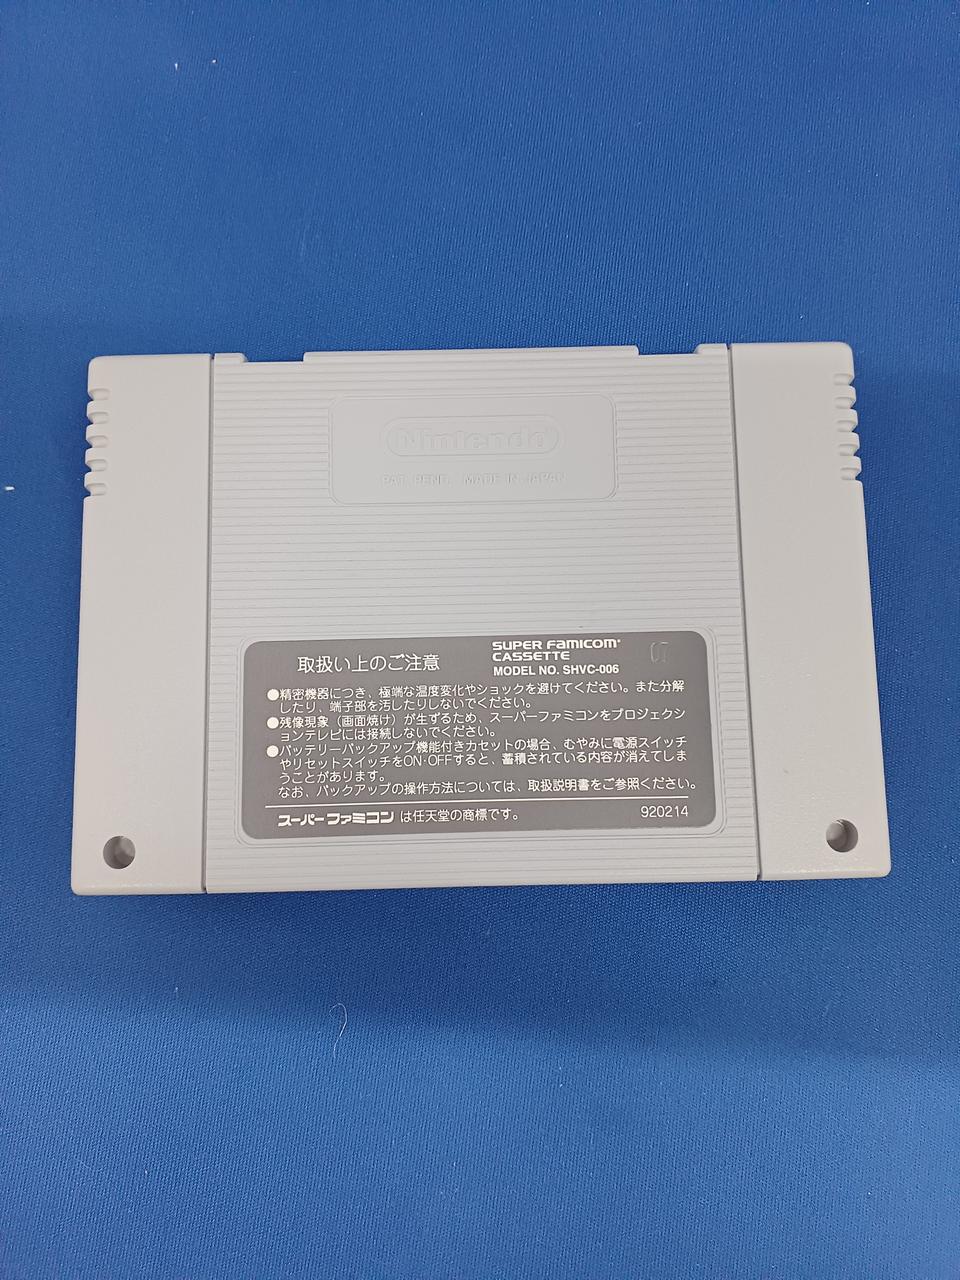 Nintendo
PAT. PEND. MADE IN JAPAN
取扱い上のご注意
SUPER FAMICOM
CASSETTE
MODEL NO. SHVC-006
07
●精密機器につき、極端な温度変化やショックを避けてください。また分解
したり、端子部を汚したりしないでください。
●残像現象（画面焼け）が生ずるため、スーパーファミコンをプロジェクシ
ョンテレビには接続しないでください。
●バッテリーバックアップ機能付きカセットの場合、むやみに電源スイッチ
やリセットスイッチをON・OFFすると、蓄積されている内容が消えてしま
うことがあります。
なお、バックアップの操作方法については、取扱説明書をご参照ください。
スーパーファミコン は任天堂の商標です。
920214